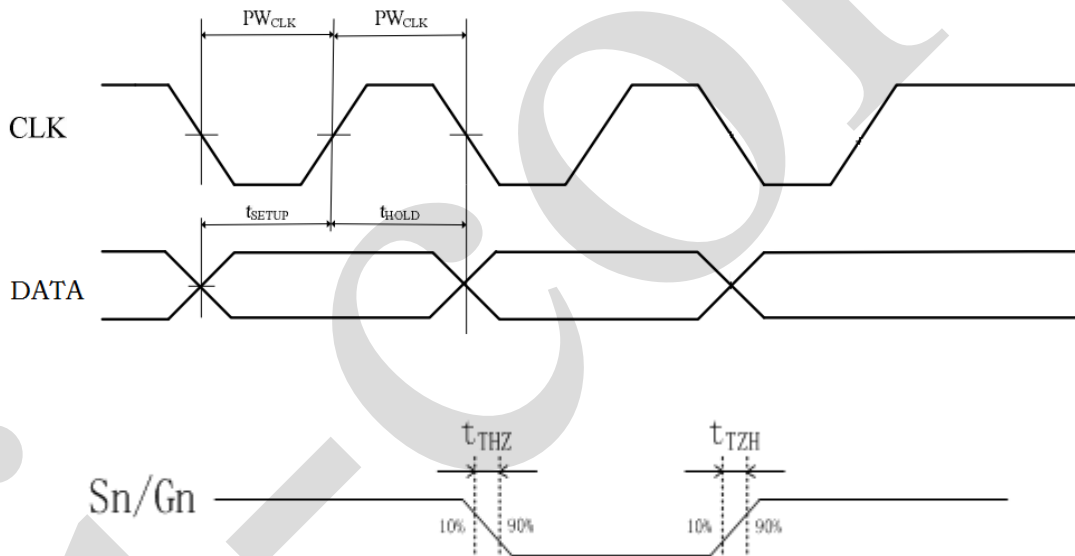 PWCLK PWCLK
CLK
tSETUP tHOLD
DATA
tTHZ tTZH
Sn/Gn
10% 90% 10% 90%